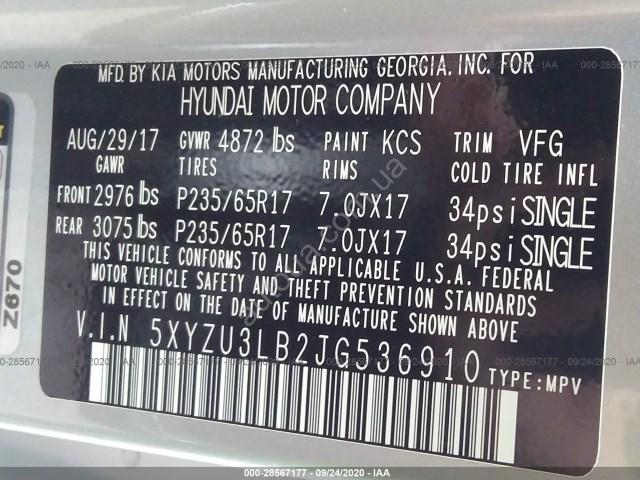 MFD. BY KIA MOTORS MANUFACTURING GEORGIA. INC. FOR
HYUNDAI MOTOR COMPANY
AUG/29/17 GVWR 4872 lbs PAINT KCS TRIM VFG
GAWR TIRES RIMS COLD TIRE INFL
FRONT 2976 lbs P235/65R17 7.0JX17 34psi SINGLE
REAR 3075 lbs P235/65R17 7.0JX17 34psi SINGLE
THIS VEHICLE CONFORMS TO ALL APPLICABLE U.S.A. FEDERAL
MOTOR VEHICLE SAFETY AND THEFT PREVENTION STANDARDS
IN EFFECT ON THE DATE OF MANUFACTURE SHOWN ABOVE
V.I.N 5XYZU3LB2JG536910
TYPE:MPV
Z670
000-28567177 - 09/24/2020 - IAA